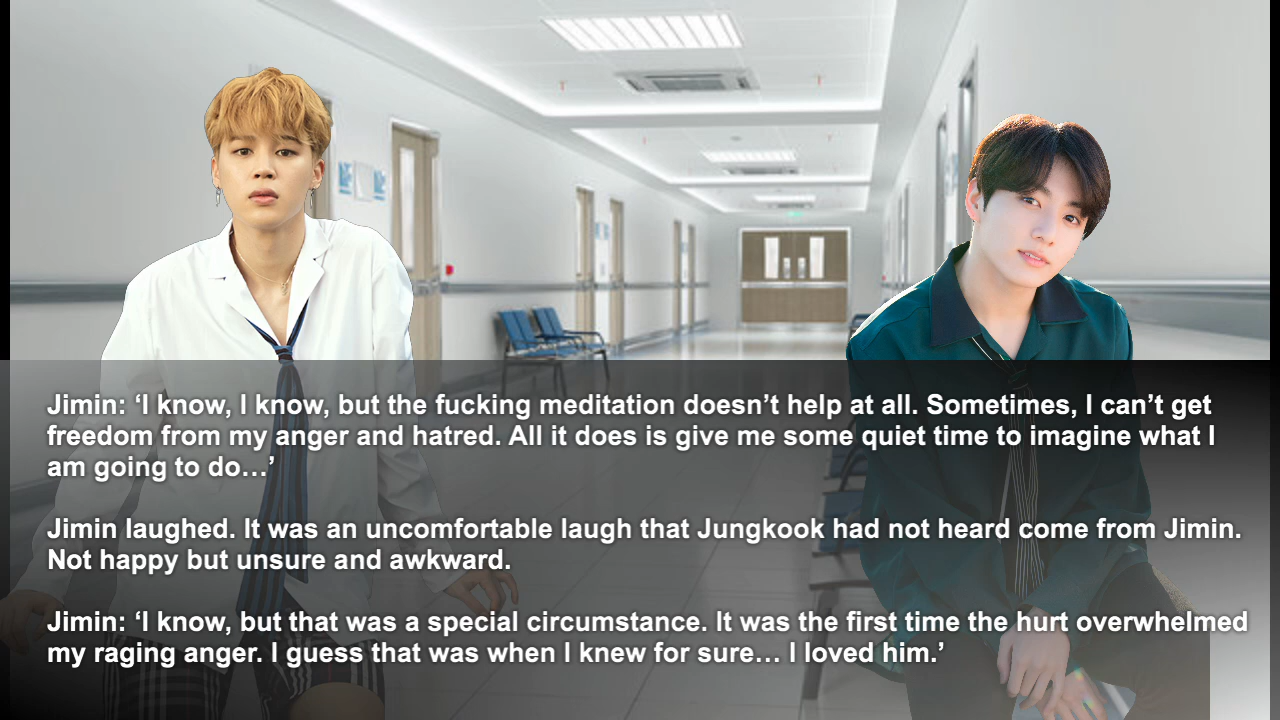 Jimin: ‘I know, I know, but the fucking meditation doesn’t help at all. Sometimes, I can’t get
freedom from my anger and hatred. All it does is give me some quiet time to imagine what I
am going to do…’
Jimin laughed. It was an uncomfortable laugh that Jungkook had not heard come from Jimin.
Not happy but unsure and awkward.
Jimin: ‘I know, but that was a special circumstance. It was the first time the hurt overwhelmed
my raging anger. I guess that was when I knew for sure… I loved him.’